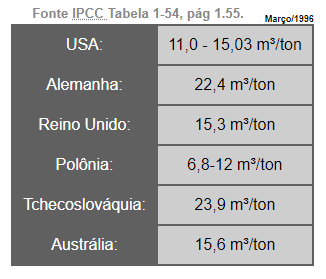 Fonte IPCC Tabela 1-54, pág 1.55. Março/1996
USA: 11,0 - 15,03 m³/ton
Alemanha: 22,4 m³/ton
Reino Unido: 15,3 m³/ton
Polônia: 6,8-12 m³/ton
Tchecoslováquia: 23,9 m³/ton
Austrália: 15,6 m³/ton